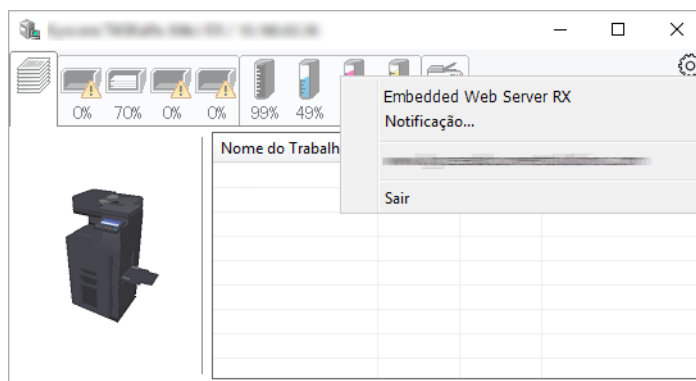 0% 70% 0% 0% 99% 49%
Embedded Web Server RX
Notificação...
Nome do Trabalh
Sair